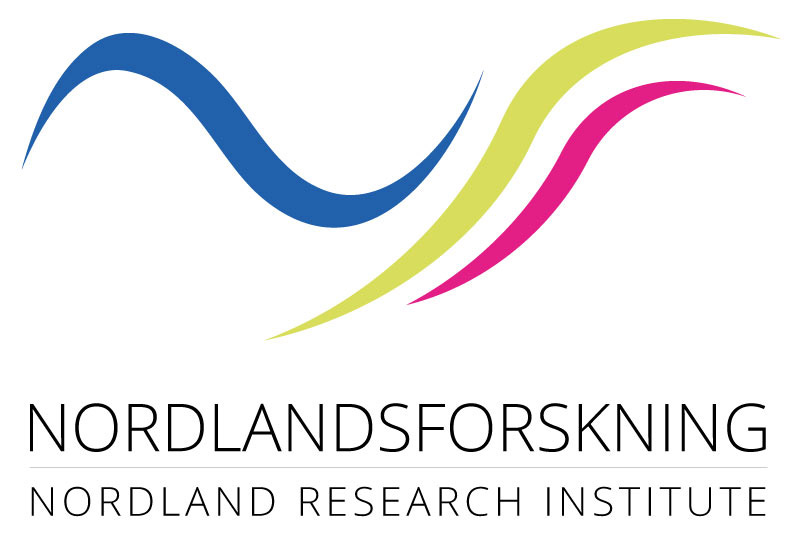 NORDLANDSFORSKNING
NORDLAND RESEARCH INSTITUTE